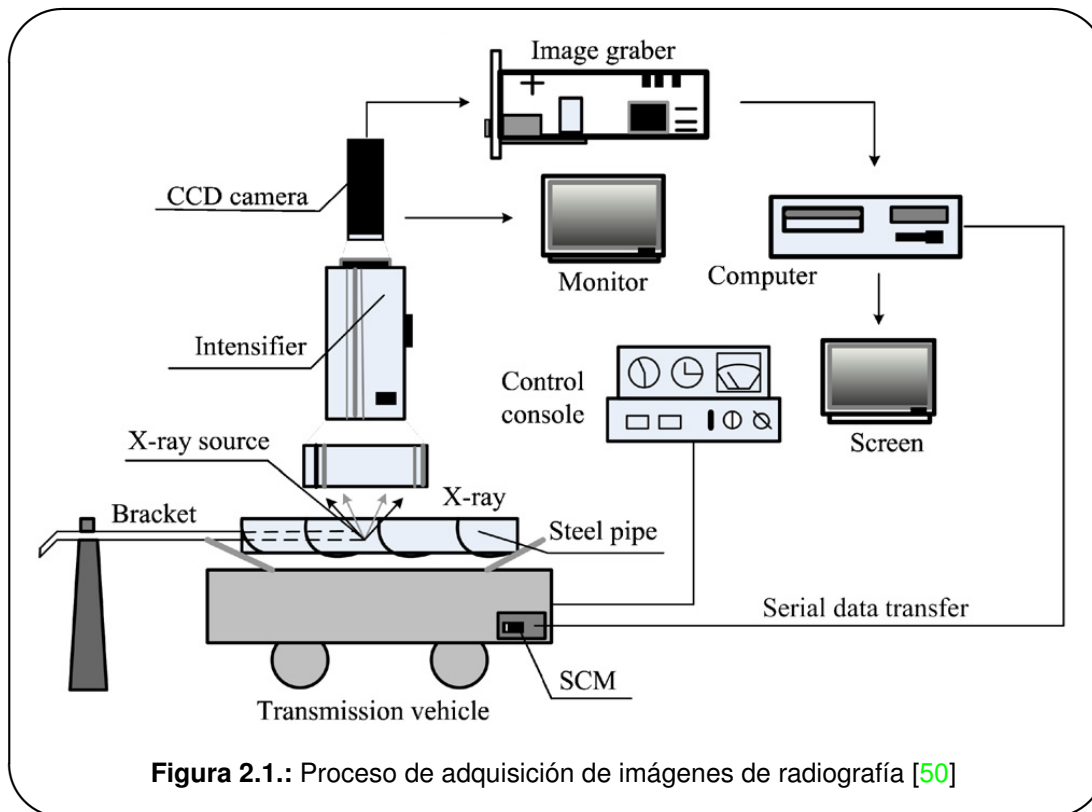 Image graber
CCD camera
Monitor
Computer
Intensifier
Control
console
Screen
X-ray source
X-ray
Bracket
Steel pipe
Serial data transfer
SCM
Transmission vehicle
Figura 2.1.: Proceso de adquisición de imágenes de radiografía [50]